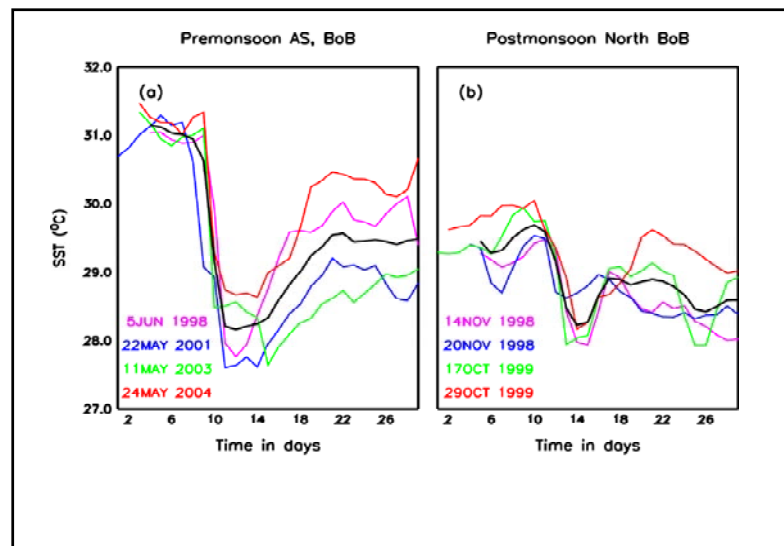 Premonsoon AS, BoB
Postmonsoon North BoB
SST (⁰C)
32.0
31.0
30.0
29.0
28.0
27.0
(a)
5JUN 1998
22MAY 2001
11MAY 2003
24MAY 2004
2 6 10 14 18 22 26
Time in days
(b)
14NOV 1998
20NOV 1998
17OCT 1999
29OCT 1999
2 6 10 14 18 22 26
Time in days